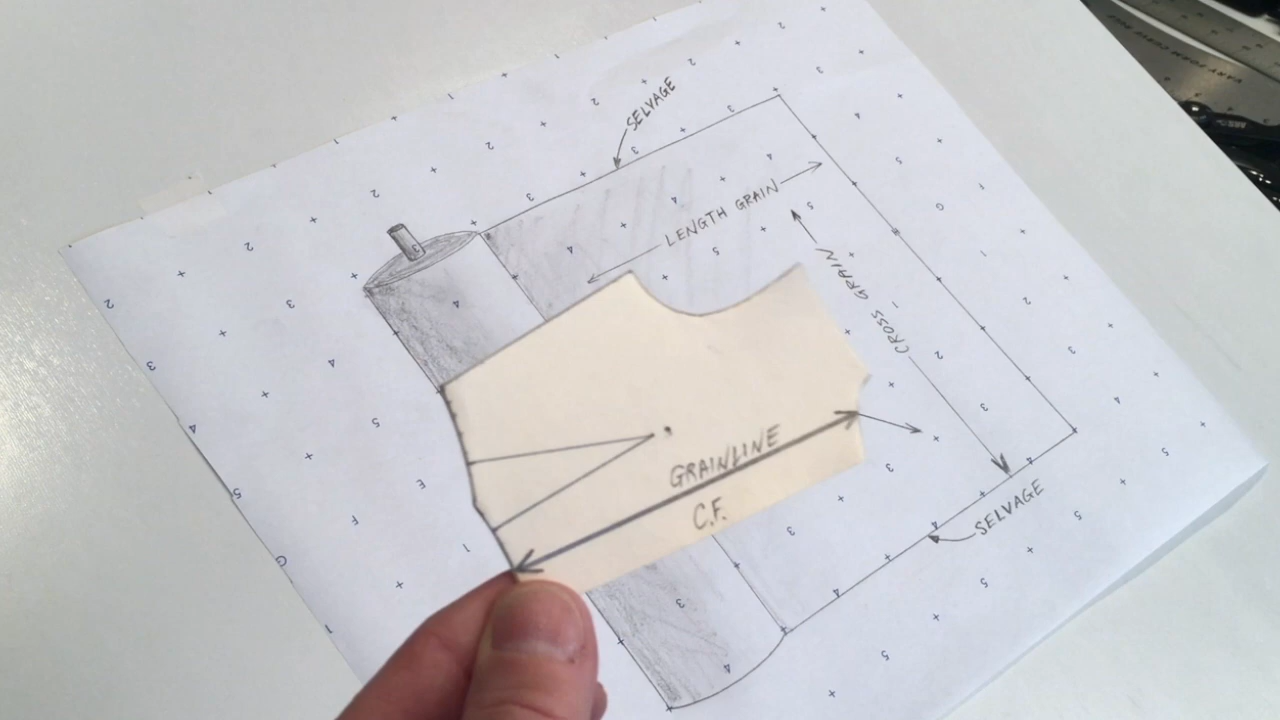 SELVAGE
LENGTH GRAIN
CROSS GRAIN
GRAINLINE
C.F.
SELVAGE